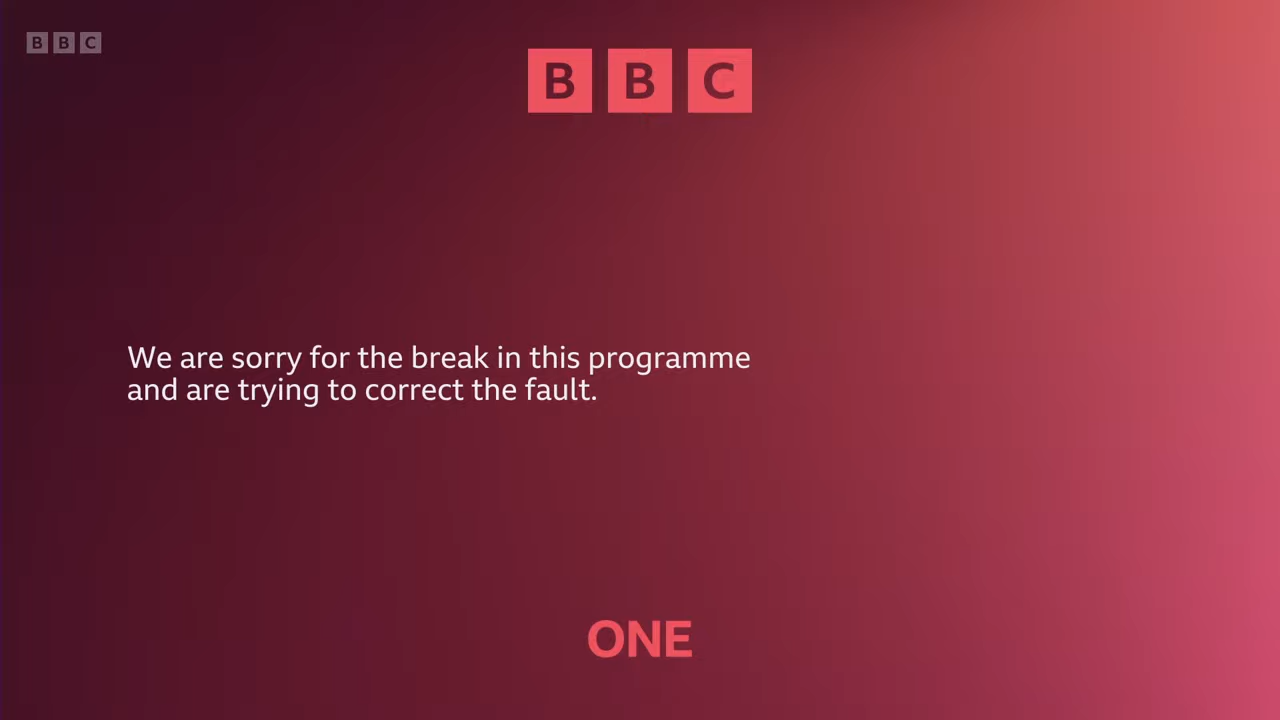 BBC
BBC
We are sorry for the break in this programme
and are trying to correct the fault.
ONE